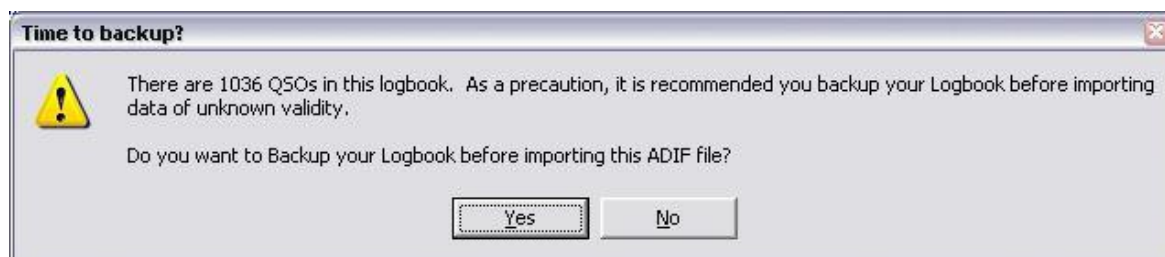 Time to backup?
There are 1036 QSOs in this logbook.  As a precaution, it is recommended you backup your Logbook before importing
data of unknown validity.
Do you want to Backup your Logbook before importing this ADIF file?
Yes
No